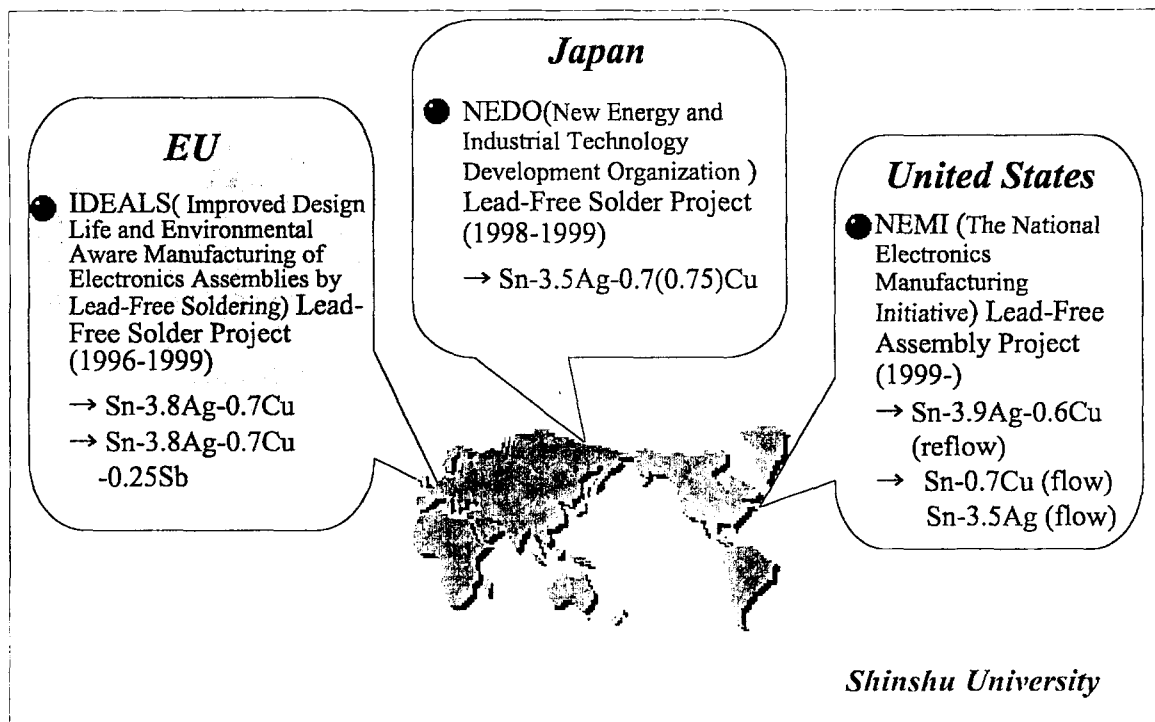 EU
● IDEALS( Improved Design
Life and Environmental
Aware Manufacturing of
Electronics Assemblies by
Lead-Free Soldering) Lead-
Free Solder Project
(1996-1999)
→ Sn-3.8Ag-0.7Cu
→ Sn-3.8Ag-0.7Cu
-0.25Sb
Japan
● NEDO(New Energy and
Industrial Technology
Development Organization )
Lead-Free Solder Project
(1998-1999)
→ Sn-3.5Ag-0.7(0.75)Cu
United States
● NEMI (The National
Electronics
Manufacturing
Initiative) Lead-Free
Assembly Project
(1999-)
→ Sn-3.9Ag-0.6Cu
(reflow)
→ Sn-0.7Cu (flow)
Sn-3.5Ag (flow)
Shinshu University